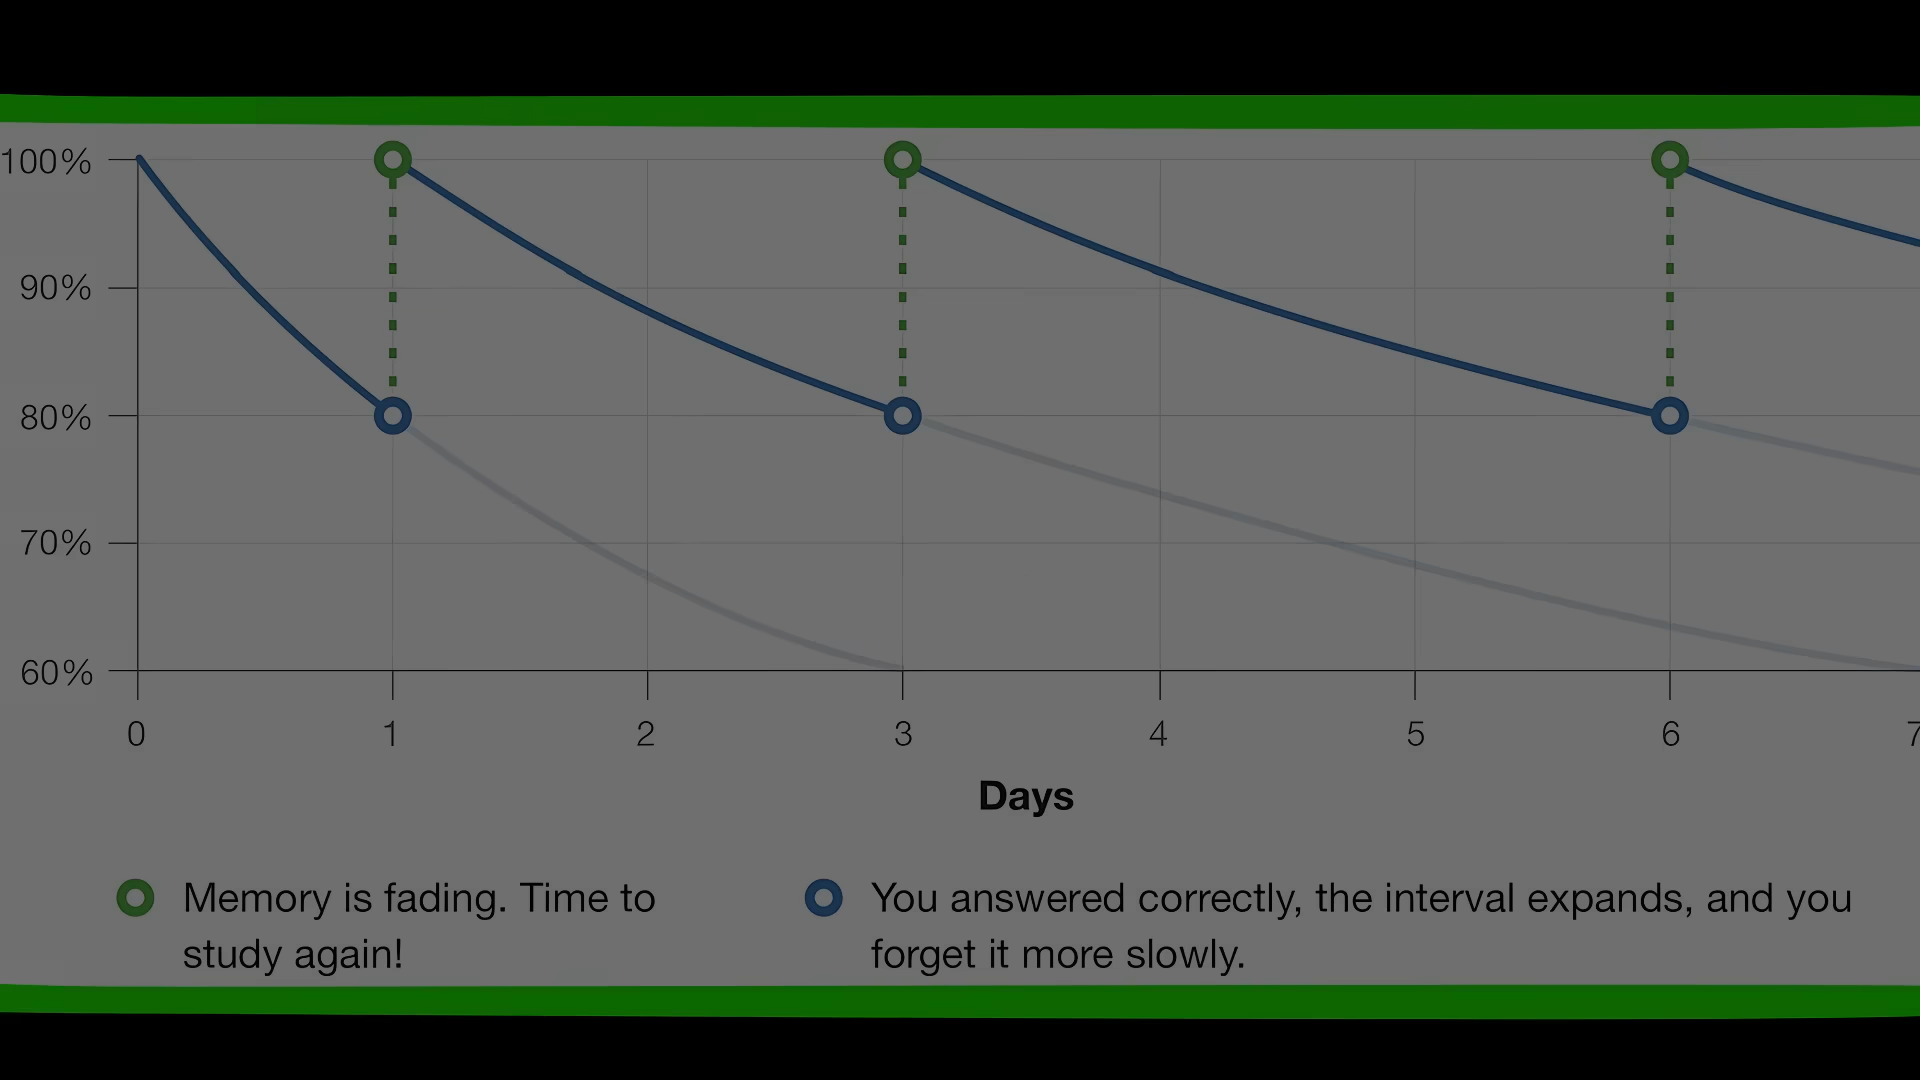 100%
90%
80%
70%
60%
0 1 2 3 4 5 6 7
Days
Memory is fading. Time to
study again!
You answered correctly, the interval expands, and you
forget it more slowly.